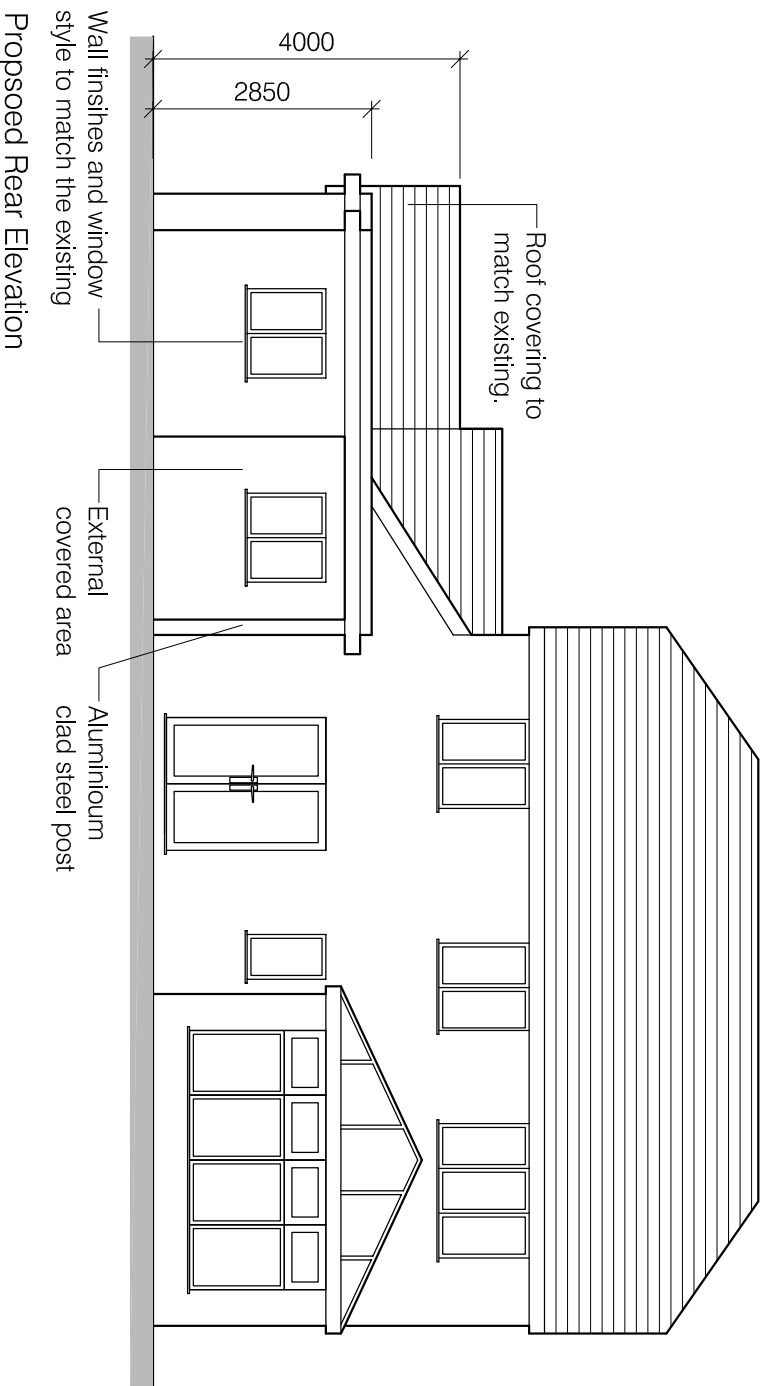 4000
2850
Roof covering to
match existing.
Wall finsihes and window
style to match the existing
External
covered area
Aluminioum
clad steel post
Propsoed Rear Elevation